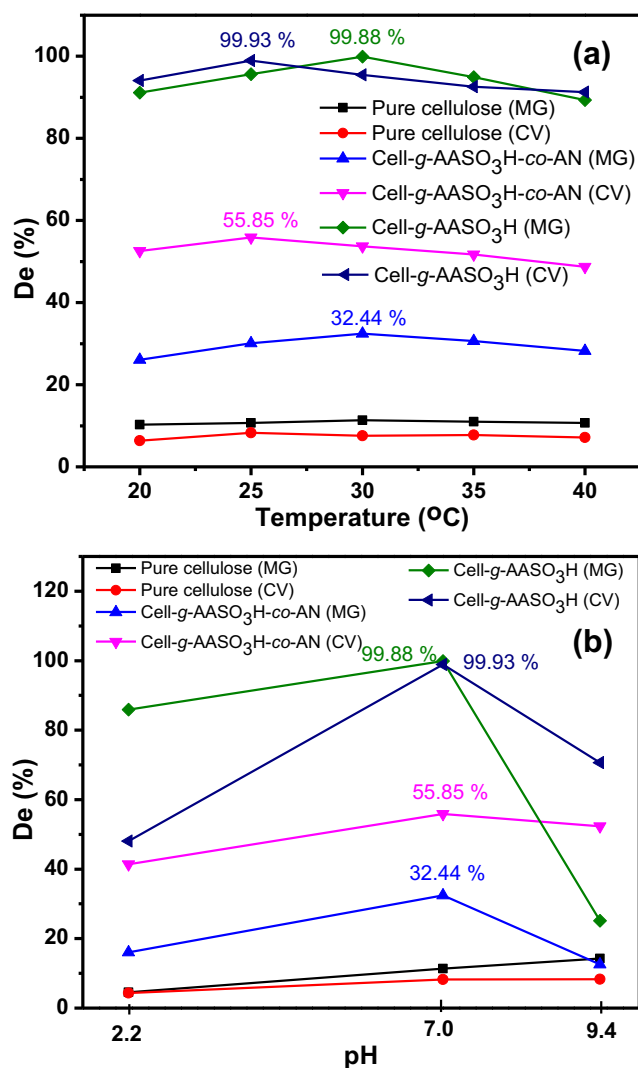 99.93 %
99.88 %
(a)
100
80
60
40
20
0
De (%)
Pure cellulose (MG)
Pure cellulose (CV)
Cell-g-AASO3H-co-AN (MG)
Cell-g-AASO3H-co-AN (CV)
Cell-g-AASO3H (MG)
Cell-g-AASO3H (CV)
55.85 %
32.44 %
20 25 30 35 40
Temperature (OC)
Pure cellulose (MG)
Pure cellulose (CV)
Cell-g-AASO3H-co-AN (MG)
Cell-g-AASO3H-co-AN (CV)
Cell-g-AASO3H (MG)
Cell-g-AASO3H (CV)
(b)
120
100
80
60
40
20
0
De (%)
99.88 %
99.93 %
55.85 %
32.44 %
2.2 7.0 9.4
pH